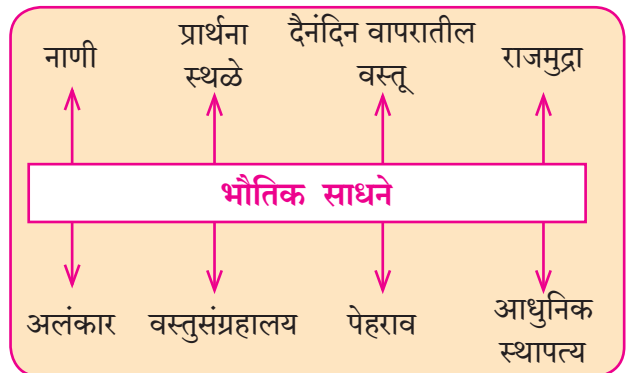 नाणी
प्रार्थना
स्थळे
दैनंदिन वापरातील
वस्तू
राजमुद्रा
भौतिक साधने
अलंकार
वस्तुसंग्रहालय
पेहराव
आधुनिक
स्थापत्य